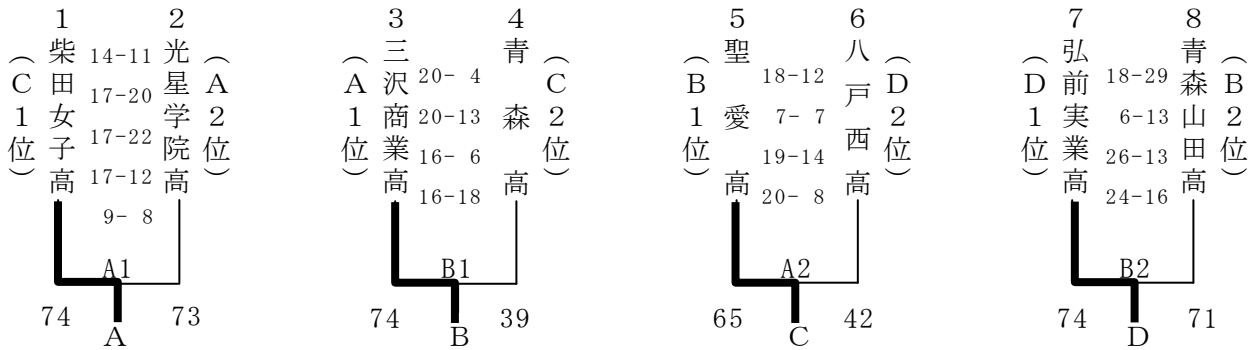 1
柴田女子高
(C1位)
2
光星学院高
(A2位)
14-11
17-20
17-22
17-12
9- 8
A1
74
73
A
3
三沢商業高
(A1位)
4
青森高
(C2位)
20- 4
20-13
16- 6
16-18
B1
74
39
B
5
聖愛高
(B1位)
6
八戸西高
(D2位)
18-12
7- 7
19-14
20- 8
A2
65
42
C
7
弘前実業高
(D1位)
8
青森山田高
(B2位)
18-29
6-13
26-13
24-16
B2
74
71
D